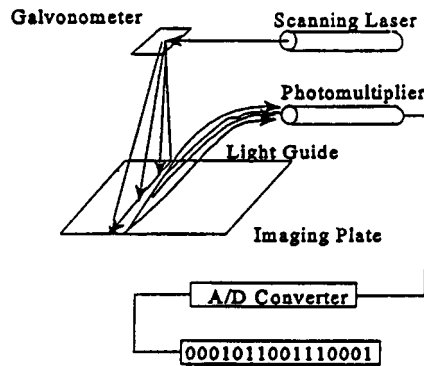 Galvonometer
Scanning Laser
Photomultiplier
Light Guide
Imaging Plate
A/D Converter
0001011001110001